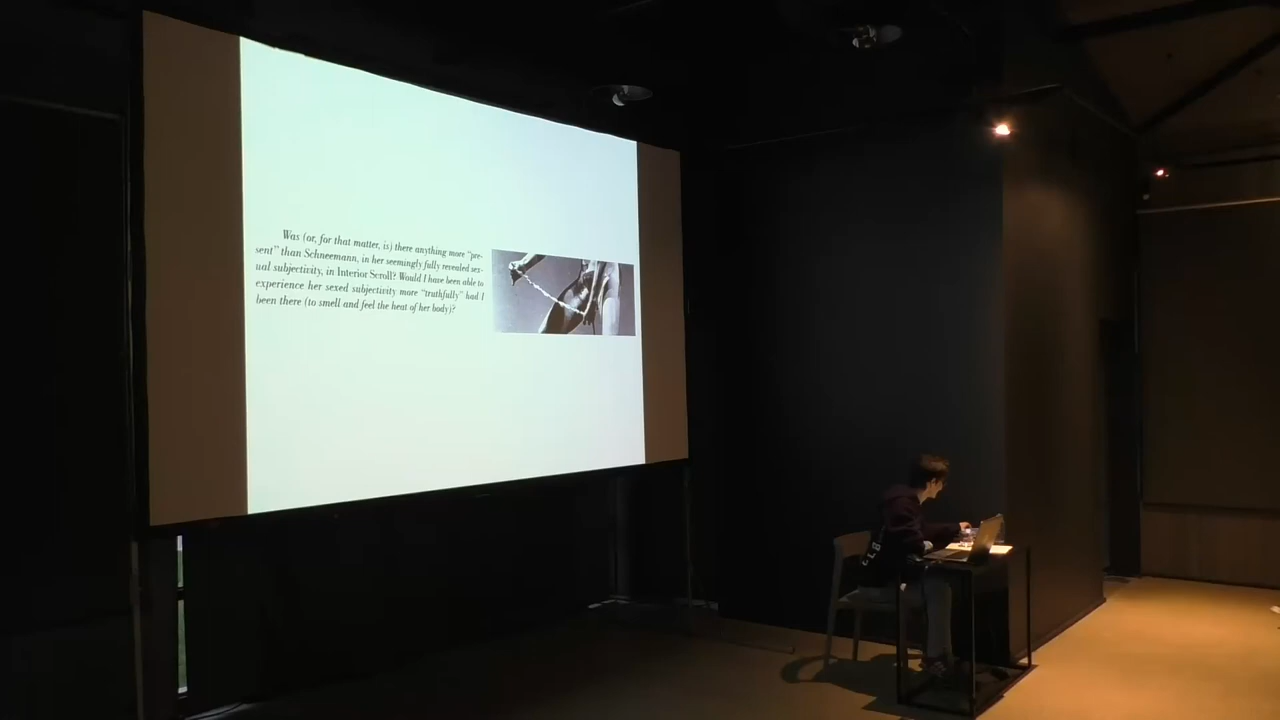 Was (or, for that matter, is) there anything more “pre-
sent” than Schneemann, in her seemingly fully revealed sex-
ual subjectivity, in Interior Scroll? Would I have been able to
experience her sexed subjectivity more “truthfully” had I
been there (to smell and feel the heat of her body)?